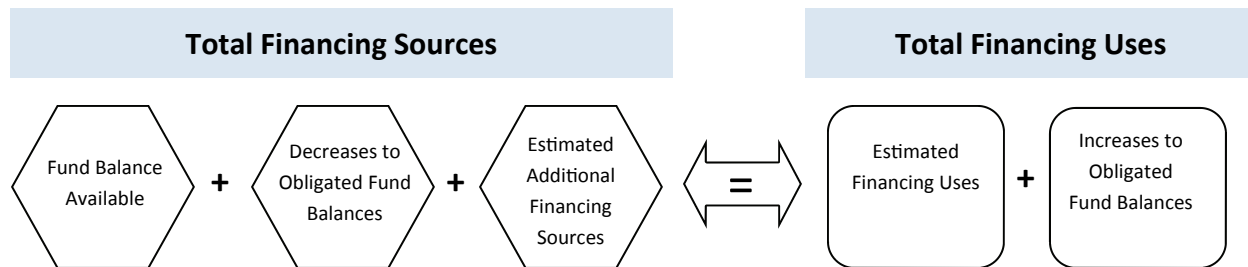 Total Financing Sources
Total Financing Uses
Fund Balance
Available
+
Decreases to
Obligated Fund
Balances
+
Estimated
Additional
Financing
Sources
=
Estimated
Financing Uses
+
Increases to
Obligated
Fund Balances